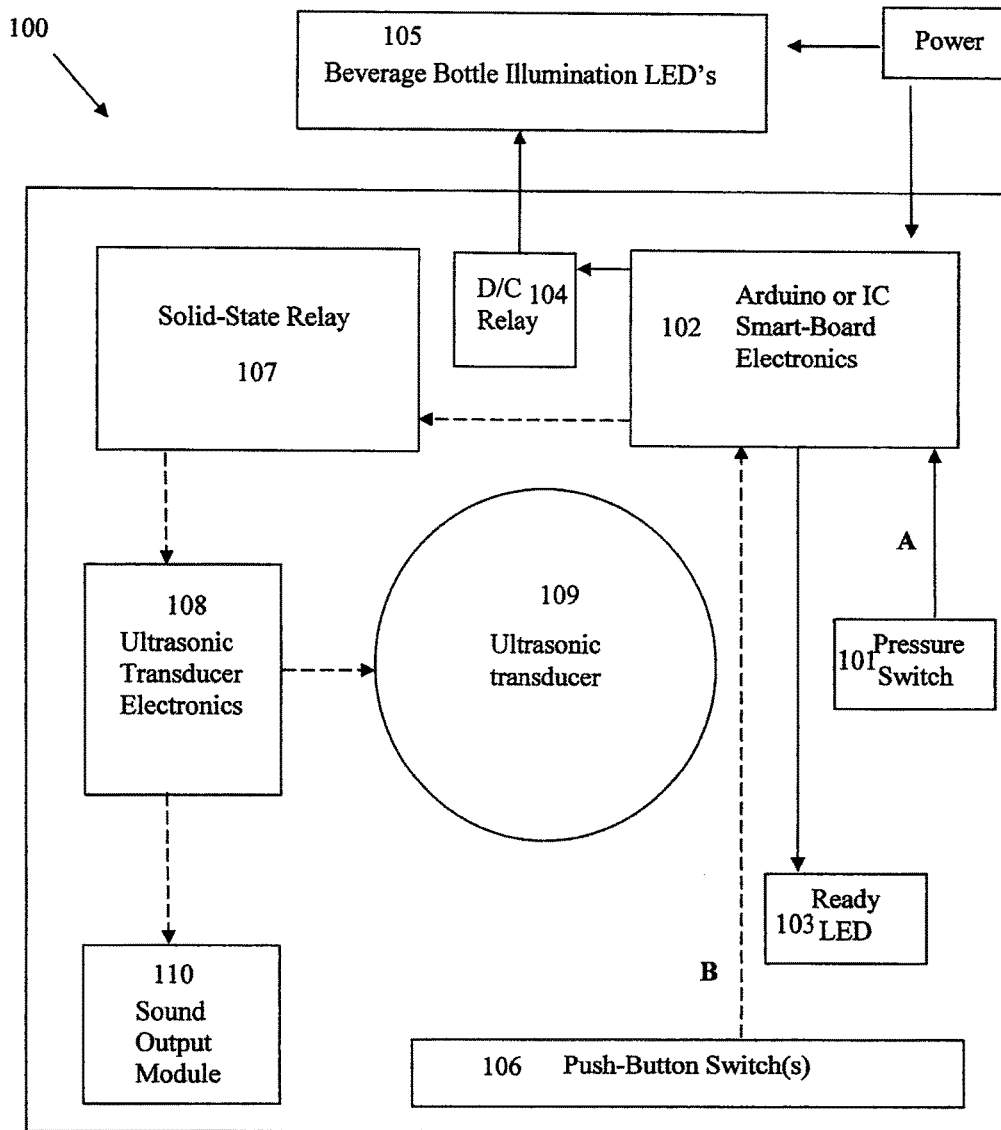 100
105
Beverage Bottle Illumination LED's
Power
Solid-State Relay
107
D/C
104
Relay
102
Arduino or IC
Smart-Board
Electronics
A
108
Ultrasonic
Transducer
Electronics
109
Ultrasonic
transducer
101
Pressure
Switch
103
Ready
LED
B
110
Sound
Output
Module
106 Push-Button Switch(s)